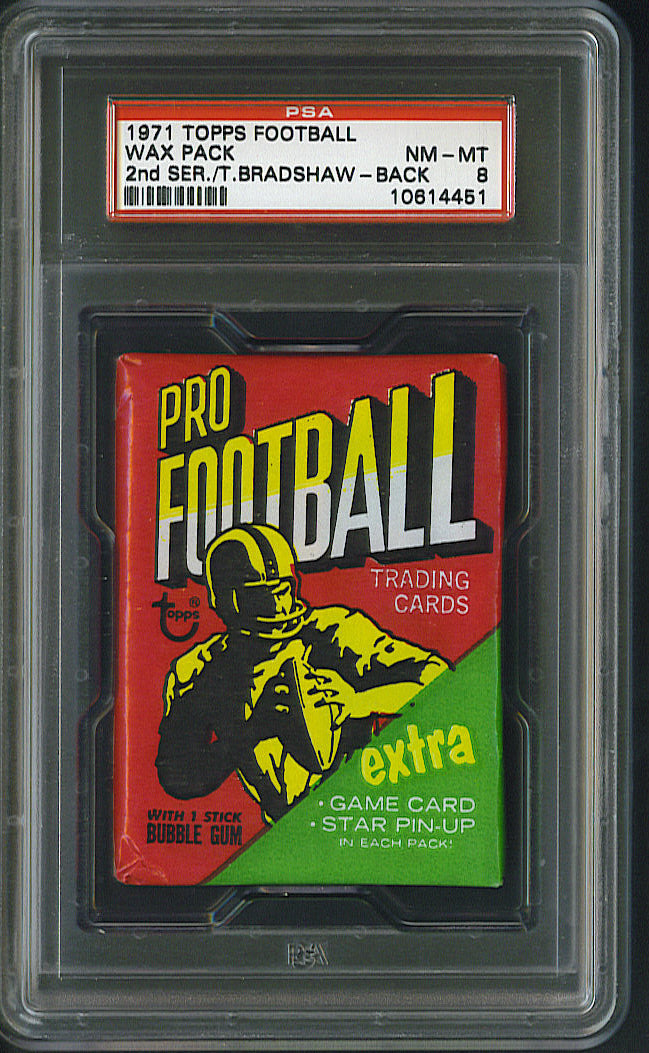 PSA
1971 TOPPS FOOTBALL
WAX PACK NM-MT
2nd SER./T.BRADSHAW-BACK 8
10614451
PRO
FOOTBALL
TRADING
CARDS
topps®
extra
• GAME CARD
• STAR PIN-UP
IN EACH PACK!
WITH 1 STICK
BUBBLE GUM
PSA